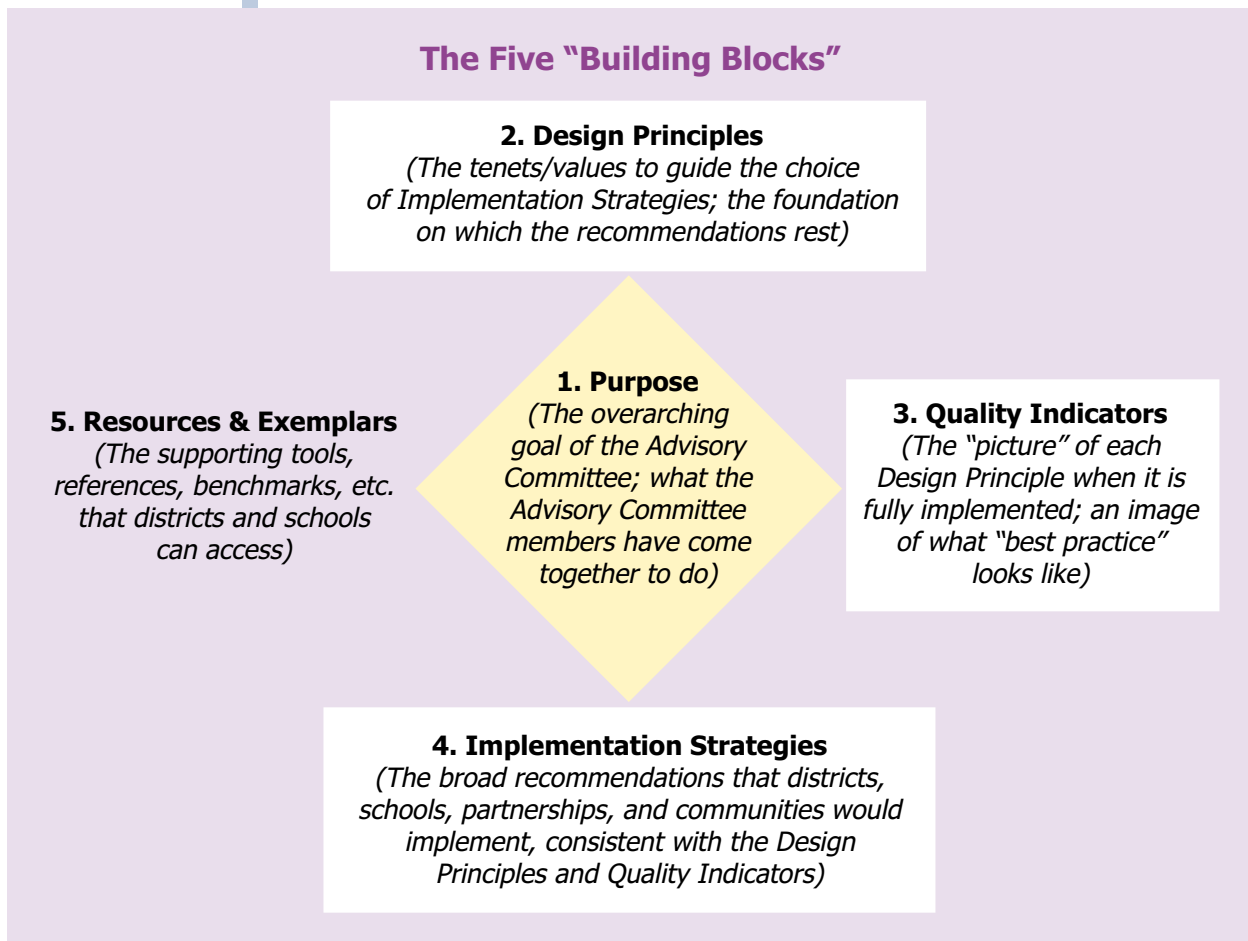 The Five “Building Blocks”
2. Design Principles
(The tenets/values to guide the choice
of Implementation Strategies; the foundation
on which the recommendations rest)
1. Purpose
(The overarching
goal of the Advisory
Committee; what the
Advisory Committee
members have come
together to do)
3. Quality Indicators
(The “picture” of each
Design Principle when it is
fully implemented; an image
of what “best practice”
looks like)
4. Implementation Strategies
(The broad recommendations that districts,
schools, partnerships, and communities would
implement, consistent with the Design
Principles and Quality Indicators)
5. Resources & Exemplars
(The supporting tools,
references, benchmarks, etc.
that districts and schools
can access)